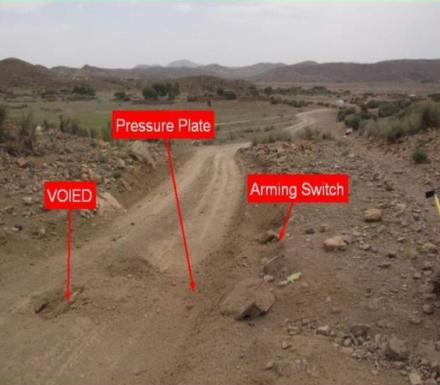 Pressure Plate
VOIED
Arming Switch